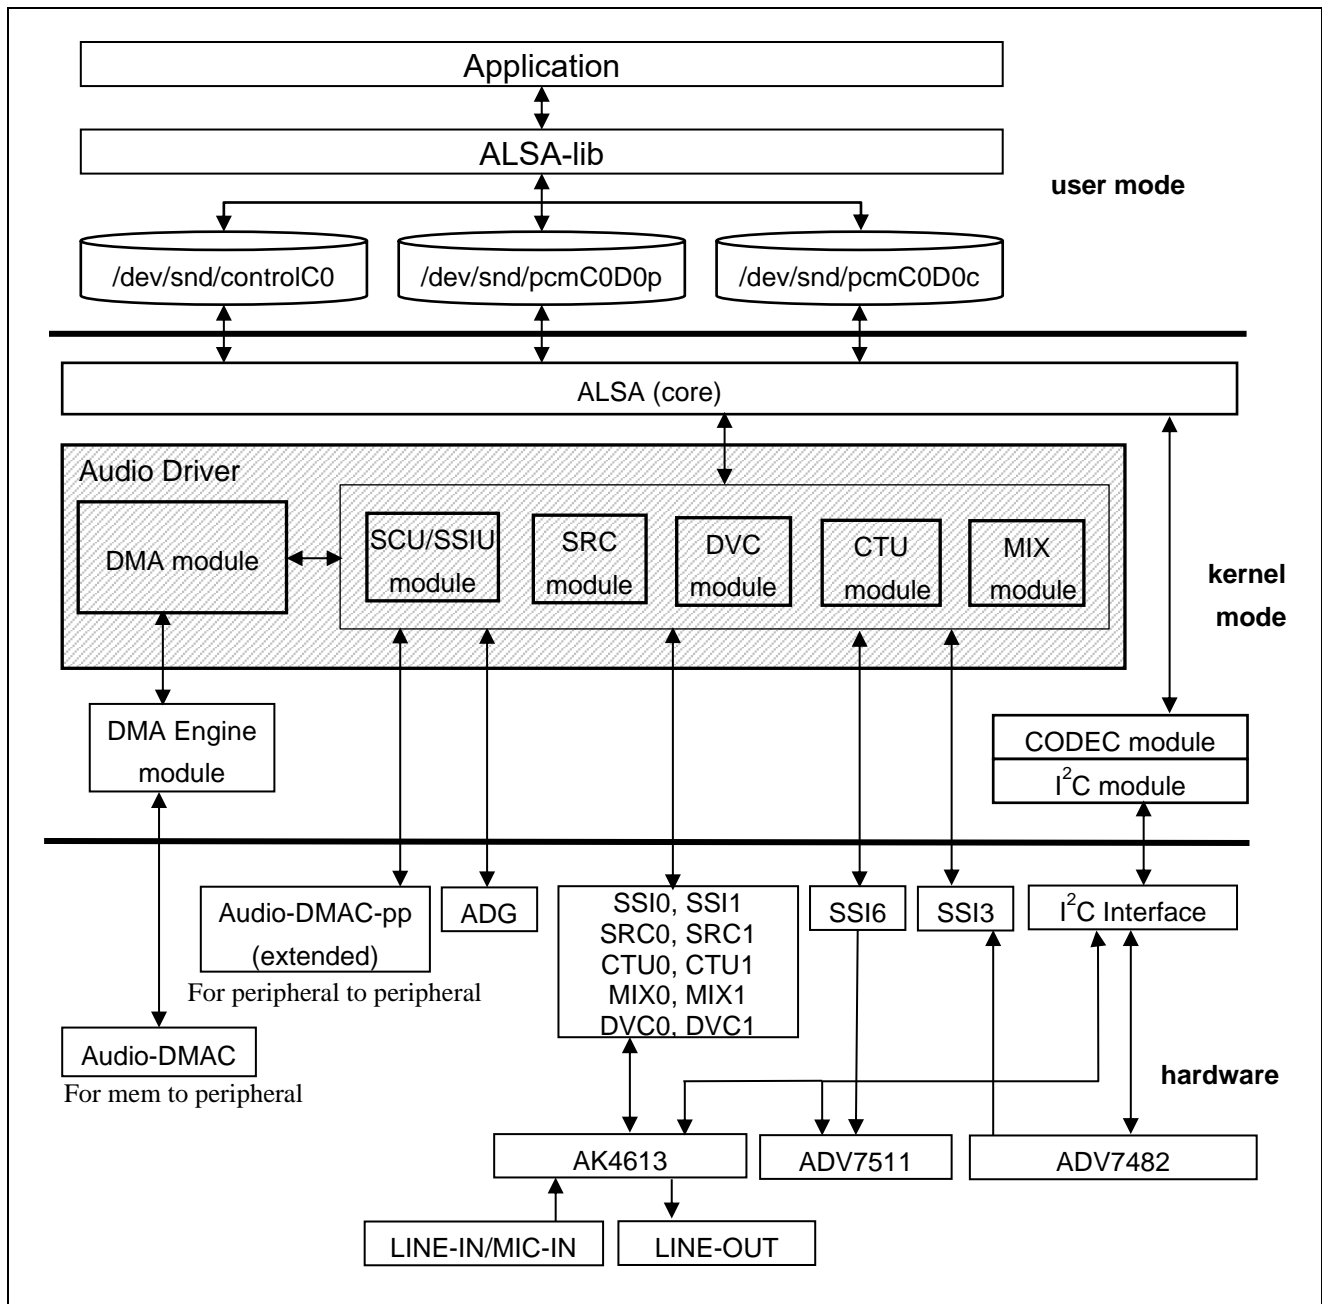 Application
ALSA-lib
user mode
/dev/snd/controlC0
/dev/snd/pcmC0D0p
/dev/snd/pcmC0D0c
ALSA (core)
Audio Driver
DMA module
SCU/SSIU
module
SRC
module
DVC
module
CTU
module
MIX
module
kernel
mode
DMA Engine
module
CODEC module
I²C module
Audio-DMAC-pp
(extended)
For peripheral to peripheral
ADG
SSI0, SSI1
SRC0, SRC1
CTU0, CTU1
MIX0, MIX1
DVC0, DVC1
SSI6
SSI3
I²C Interface
Audio-DMAC
For mem to peripheral
hardware
AK4613
ADV7511
ADV7482
LINE-IN/MIC-IN
LINE-OUT